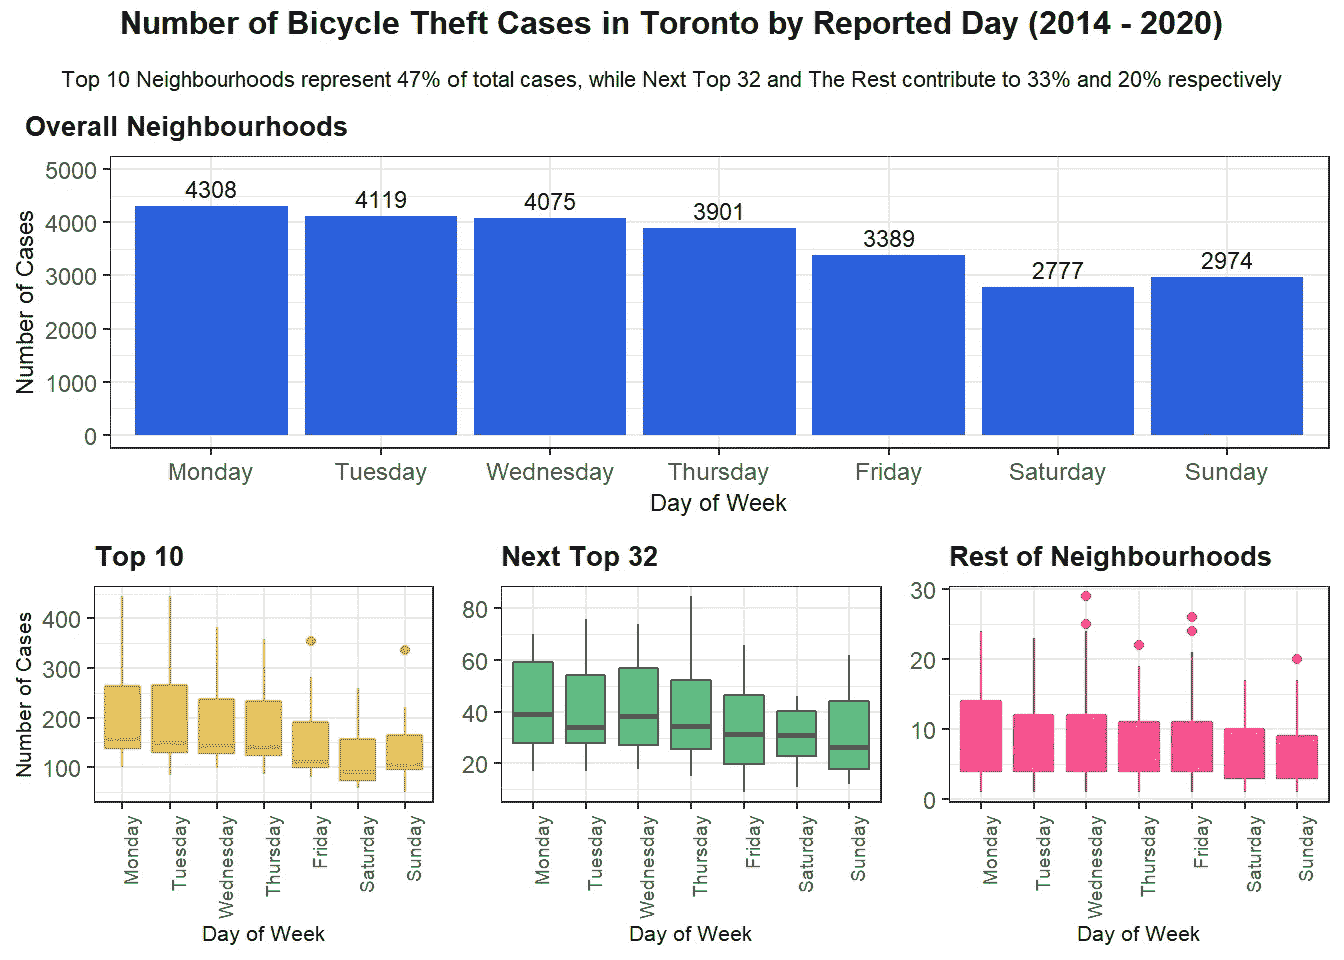 Number of Bicycle Theft Cases in Toronto by Reported Day (2014 - 2020)
Top 10 Neighbourhoods represent 47% of total cases, while Next Top 32 and The Rest contribute to 33% and 20% respectively
Overall Neighbourhoods
Number of Cases
5000
4000
3000
2000
1000
0
4308
4119
4075
3901
3389
2777
2974
Monday
Tuesday
Wednesday
Thursday
Friday
Saturday
Sunday
Day of Week
Top 10
Number of Cases
400
300
200
100
Monday
Tuesday
Wednesday
Thursday
Friday
Saturday
Sunday
Day of Week
Next Top 32
80
60
40
20
Monday
Tuesday
Wednesday
Thursday
Friday
Saturday
Sunday
Day of Week
Rest of Neighbourhoods
30
20
10
0
Monday
Tuesday
Wednesday
Thursday
Friday
Saturday
Sunday
Day of Week